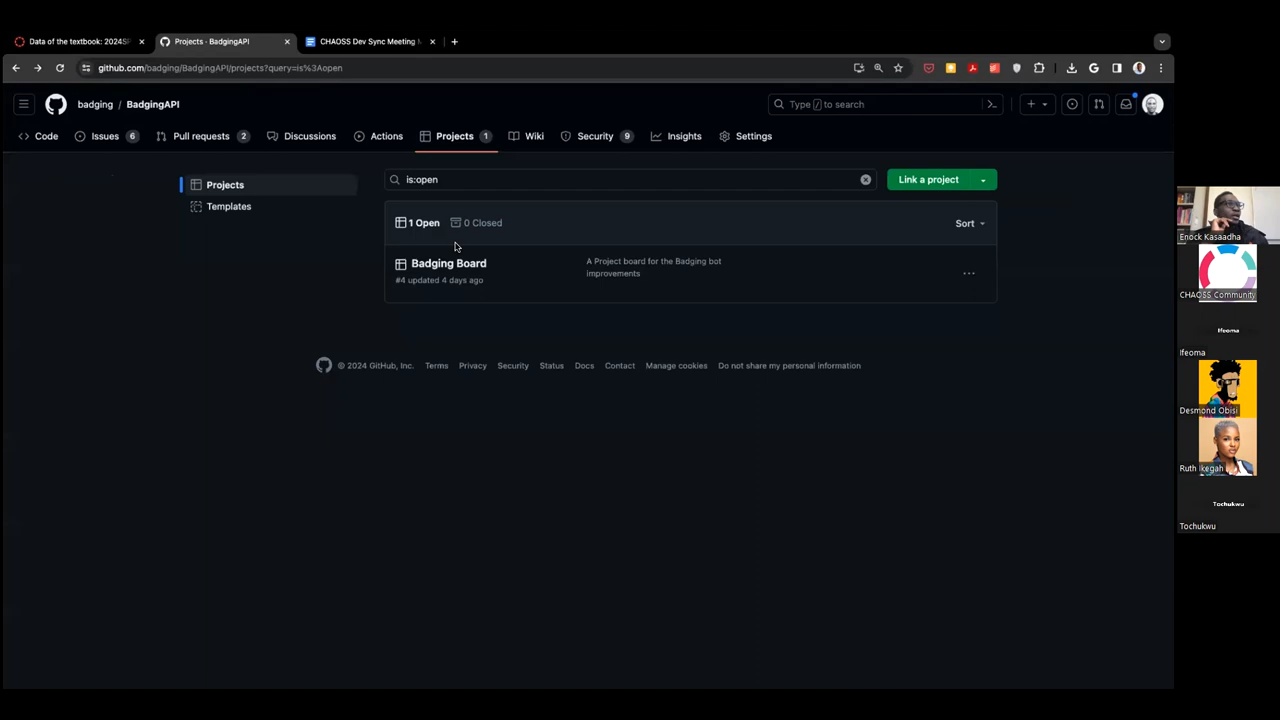 Data of the textbook: 2024SP
Projects · BadgingAPI
CHAOSS Dev Sync Meeting
github.com/badging/BadgingAPI/projects?query=is%3Aopen
badging / BadgingAPI
Type / to search
Code
Issues 6
Pull requests 2
Discussions
Actions
Projects 1
Wiki
Security 9
Insights
Settings
Projects
Templates
is:open
Link a project
1 Open
0 Closed
Sort
Badging Board
#4 updated 4 days ago
A Project board for the Badging bot
improvements
© 2024 GitHub, Inc.
Terms
Privacy
Security
Status
Docs
Contact
Manage cookies
Do not share my personal information
Enock Kasaadha
CHAOSS Community
Ifeoma
Ifeoma
Desmond Obisi
Ruth Ikegah
Tochukwu
Tochukwu